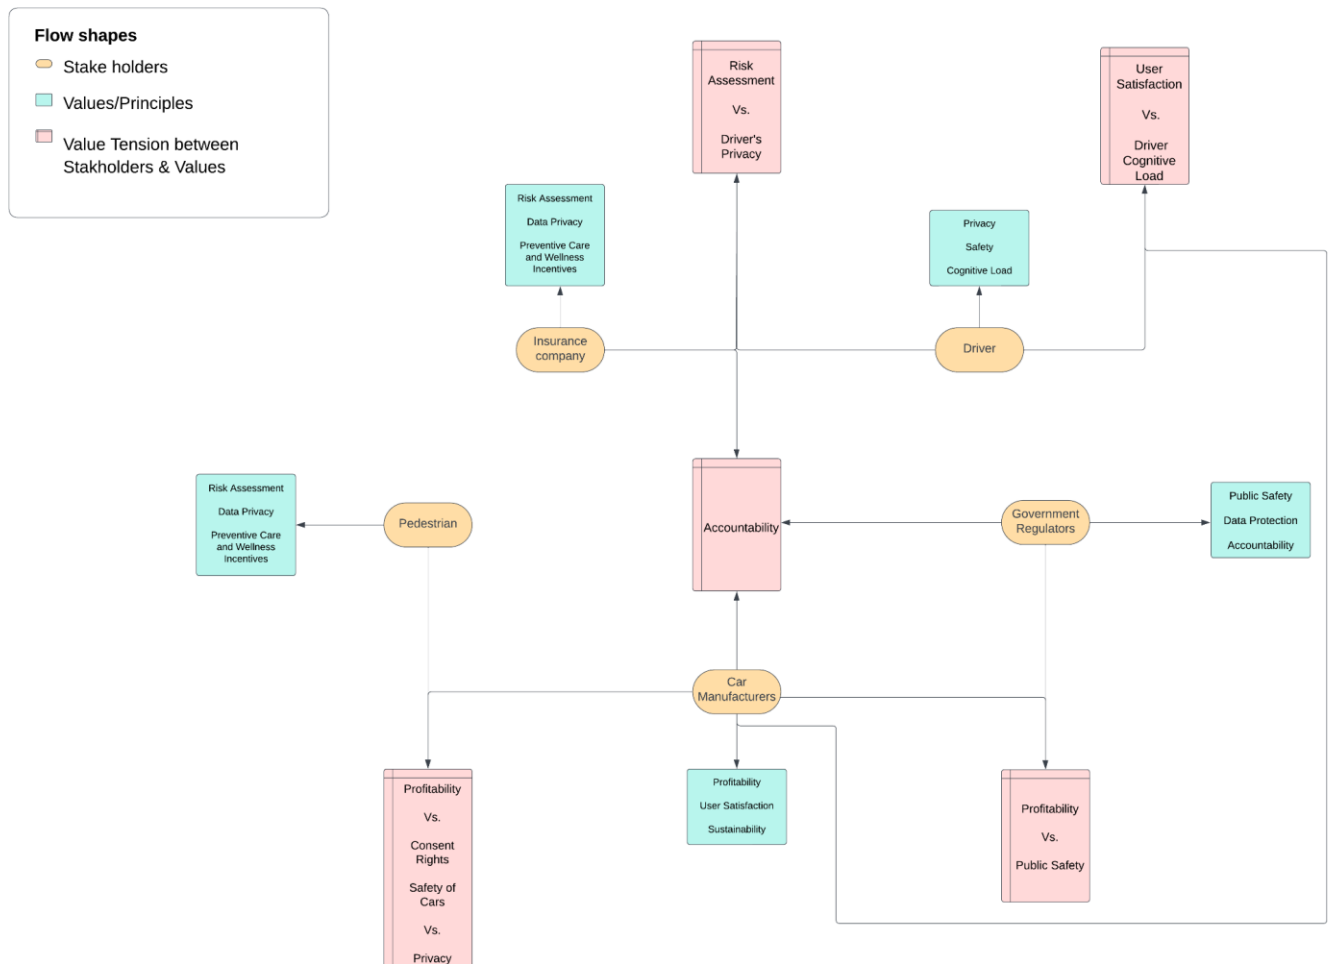 Flow shapes
Stake holders
Values/Principles
Value Tension between
Stakholders & Values
Risk
Assessment
Vs.
Driver's
Privacy
User
Satisfaction
Vs.
Driver
Cognitive
Load
Risk Assessment
Data Privacy
Preventive Care
and Wellness
Incentives
Privacy
Safety
Cognitive Load
Insurance
company
Driver
Risk Assessment
Data Privacy
Preventive Care
and Wellness
Incentives
Pedestrian
Accountability
Government
Regulators
Public Safety
Data Protection
Accountability
Car
Manufacturers
Profitability
Vs.
Consent
Rights
Safety of
Cars
Vs.
Privacy
Profitability
User Satisfaction
Sustainability
Profitability
Vs.
Public Safety